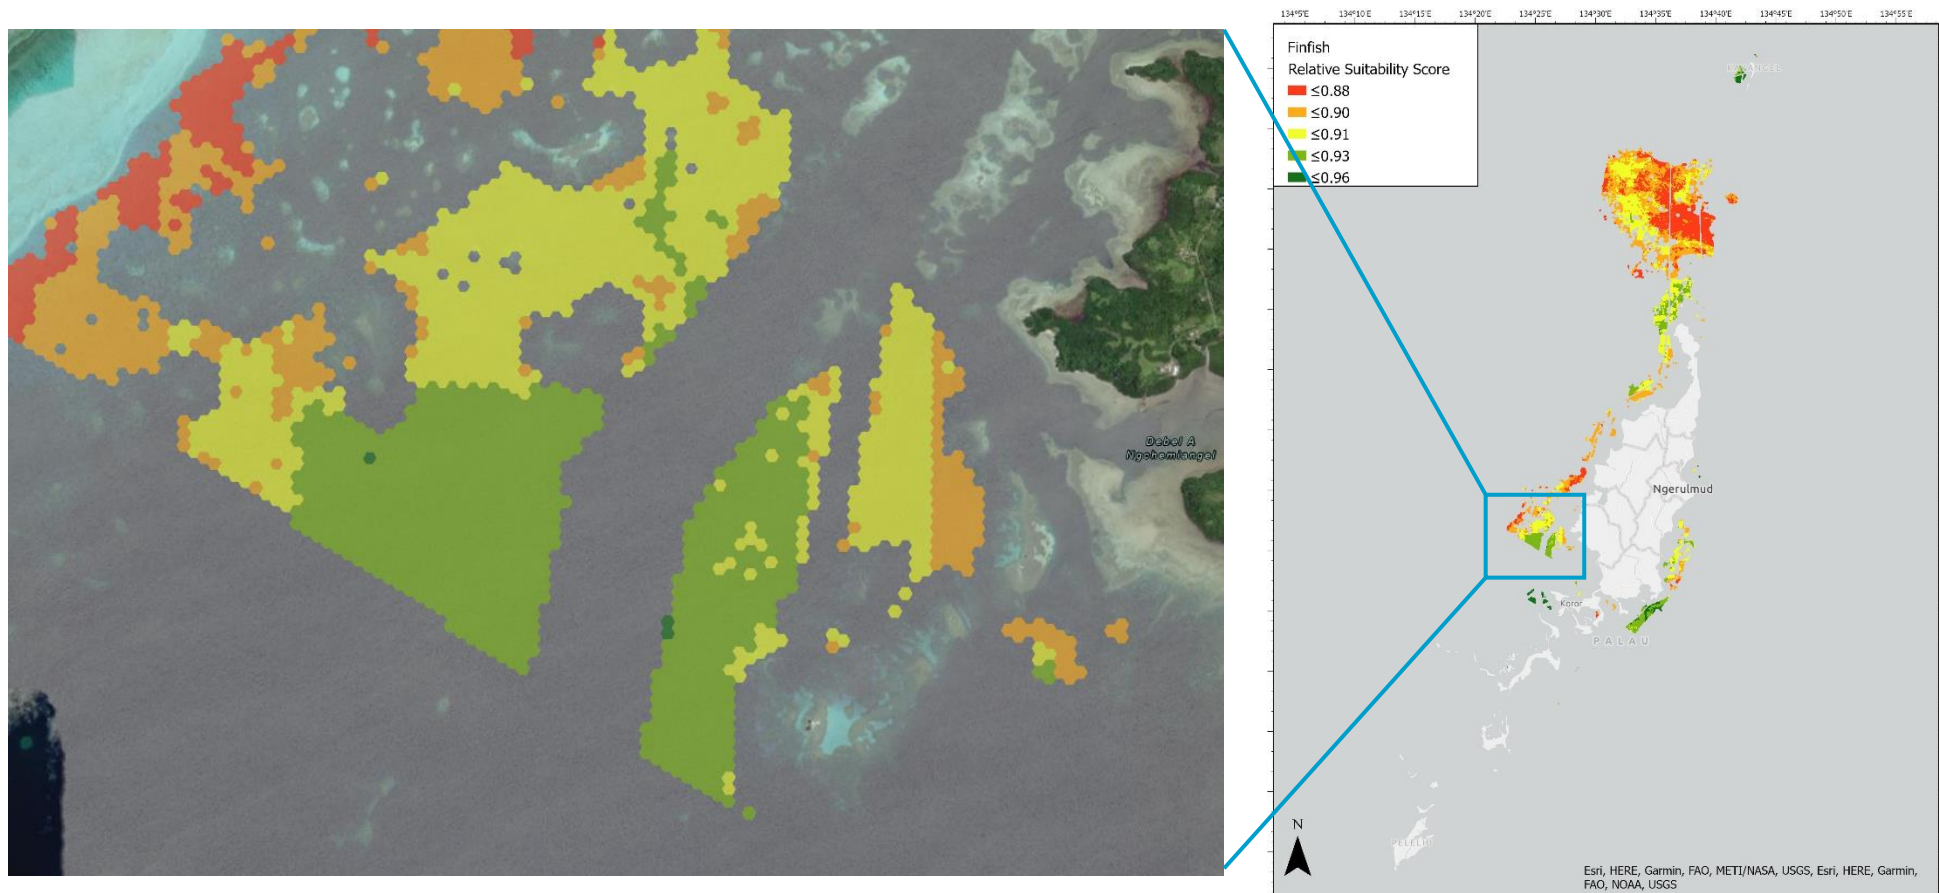 134°5'E 134°10'E 134°15'E 134°20'E 134°25'E 134°30'E 134°35'E 134°40'E 134°45'E 134°50'E 134°55'E
Finfish
Relative Suitability Score
≤0.88
≤0.90
≤0.91
≤0.93
≤0.96
Debel A
Ngohemiangel
Ngerulmud
Koror
PALAU
PELELIU
N
Esri, HERE, Garmin, FAO, METI/NASA, USGS, Esri, HERE, Garmin,
FAO, NOAA, USGS